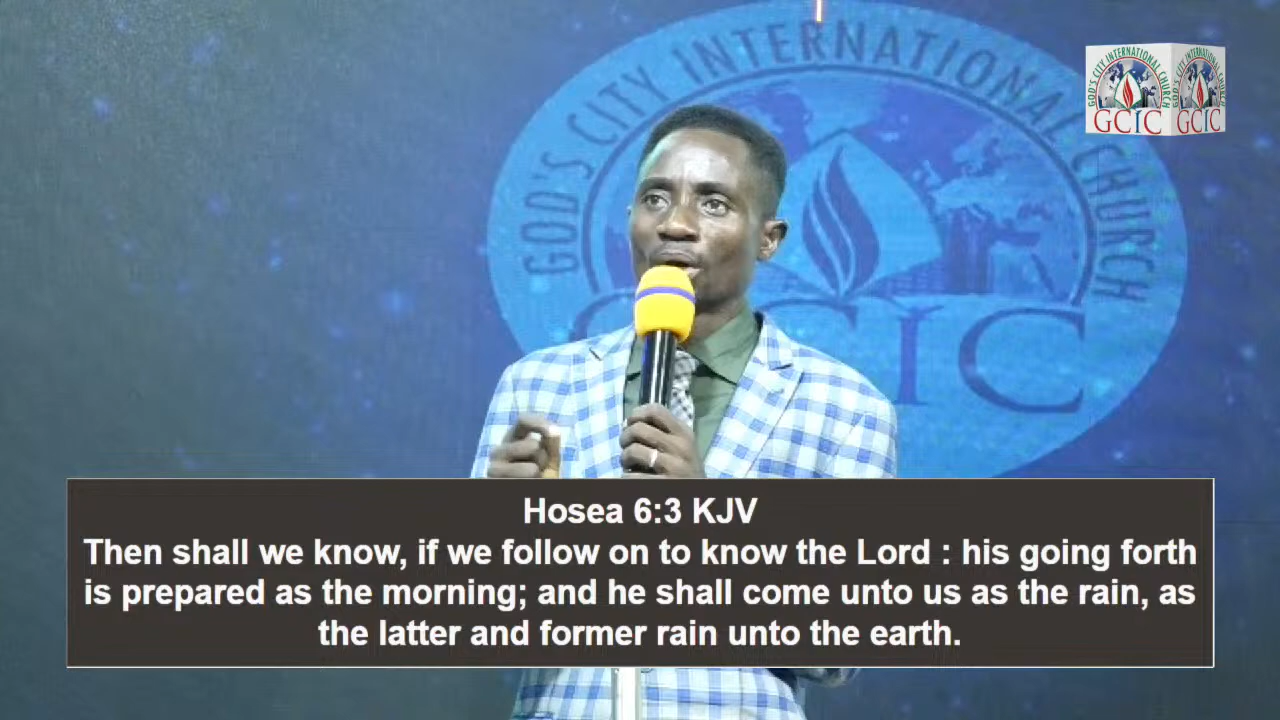 GOD'S CITY INTERNATIONAL CHURCH
GCIC
GOD'S CITY INTERNATIONAL CHURCH
GCIC
GCIC
Hosea 6:3 KJV
Then shall we know, if we follow on to know the Lord : his going forth
is prepared as the morning; and he shall come unto us as the rain, as
the latter and former rain unto the earth.